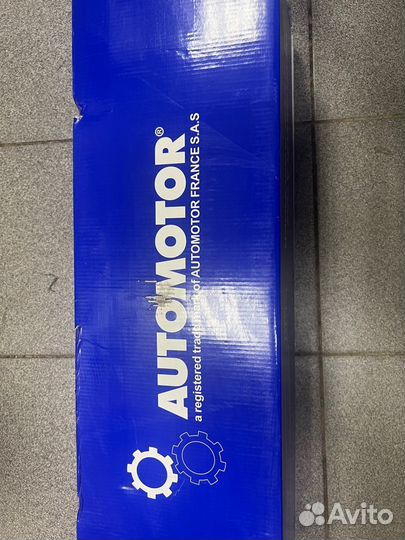 AUTOMOTOR®
a registered trademark of AUTOMOTOR FRANCE S.A.S
Avito